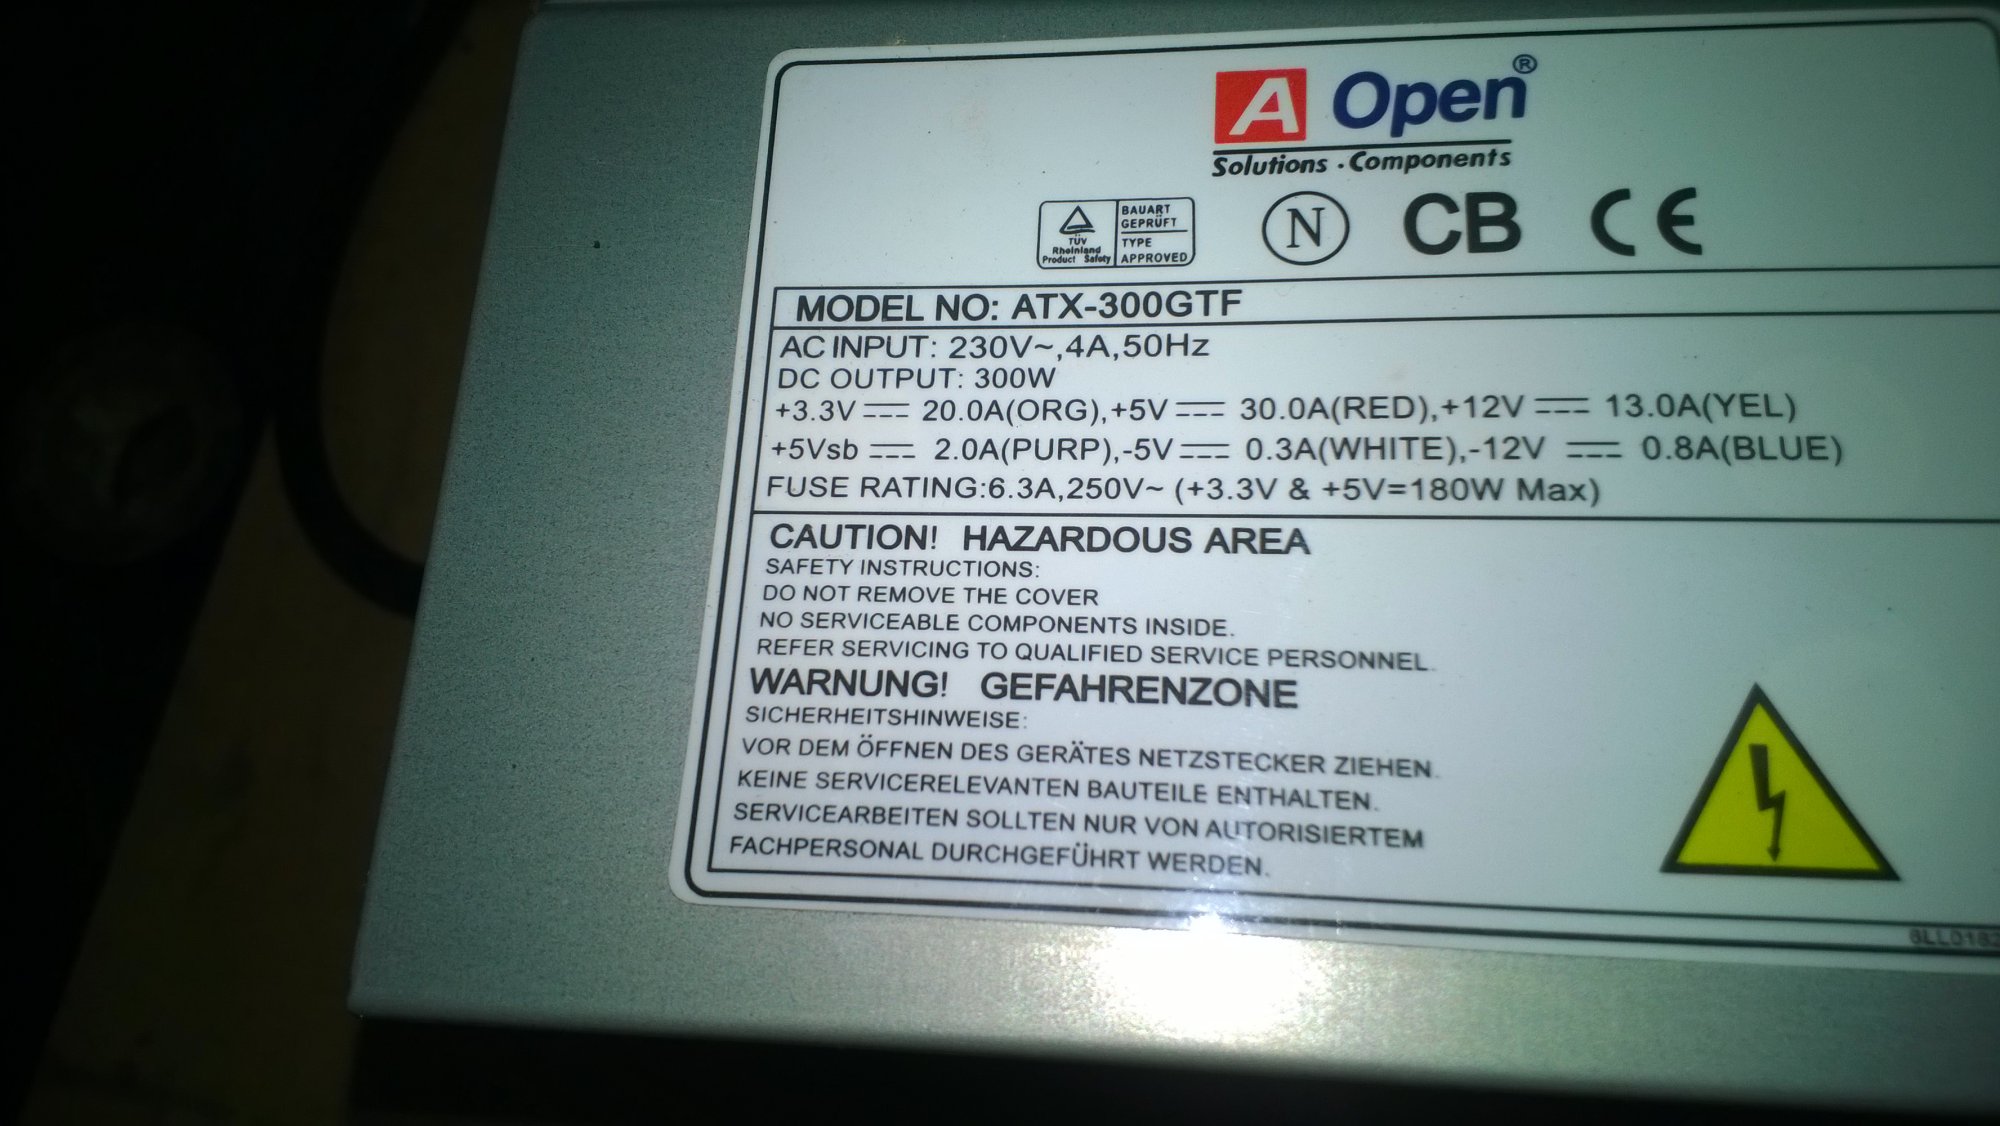 A Open®
Solutions . Components
TÜV
Rheinland
Product Safety
BAUART
GEPRÜFT
TYPE
APPROVED
N
CB
CE
MODEL NO: ATX-300GTF
AC INPUT: 230V~,4A,50Hz
DC OUTPUT: 300W
+3.3V ⎓ 20.0A(ORG),+5V ⎓ 30.0A(RED),+12V ⎓ 13.0A(YEL)
+5Vsb ⎓ 2.0A(PURP),-5V ⎓ 0.3A(WHITE),-12V ⎓ 0.8A(BLUE)
FUSE RATING:6.3A,250V~ (+3.3V & +5V=180W Max)
CAUTION! HAZARDOUS AREA
SAFETY INSTRUCTIONS:
DO NOT REMOVE THE COVER
NO SERVICEABLE COMPONENTS INSIDE.
REFER SERVICING TO QUALIFIED SERVICE PERSONNEL.
WARNUNG! GEFAHRENZONE
SICHERHEITSHINWEISE:
VOR DEM ÖFFNEN DES GERÄTES NETZSTECKER ZIEHEN.
KEINE SERVICERELEVANTEN BAUTEILE ENTHALTEN.
SERVICEARBEITEN SOLLTEN NUR VON AUTORISIERTEM
FACHPERSONAL DURCHGEFÜHRT WERDEN.